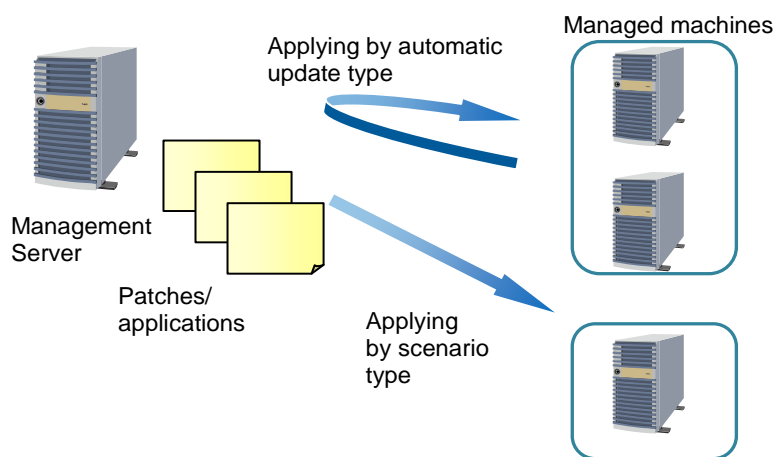 Managed machines
Applying by automatic
update type
Management
Server
Patches/
applications
Applying
by scenario
type